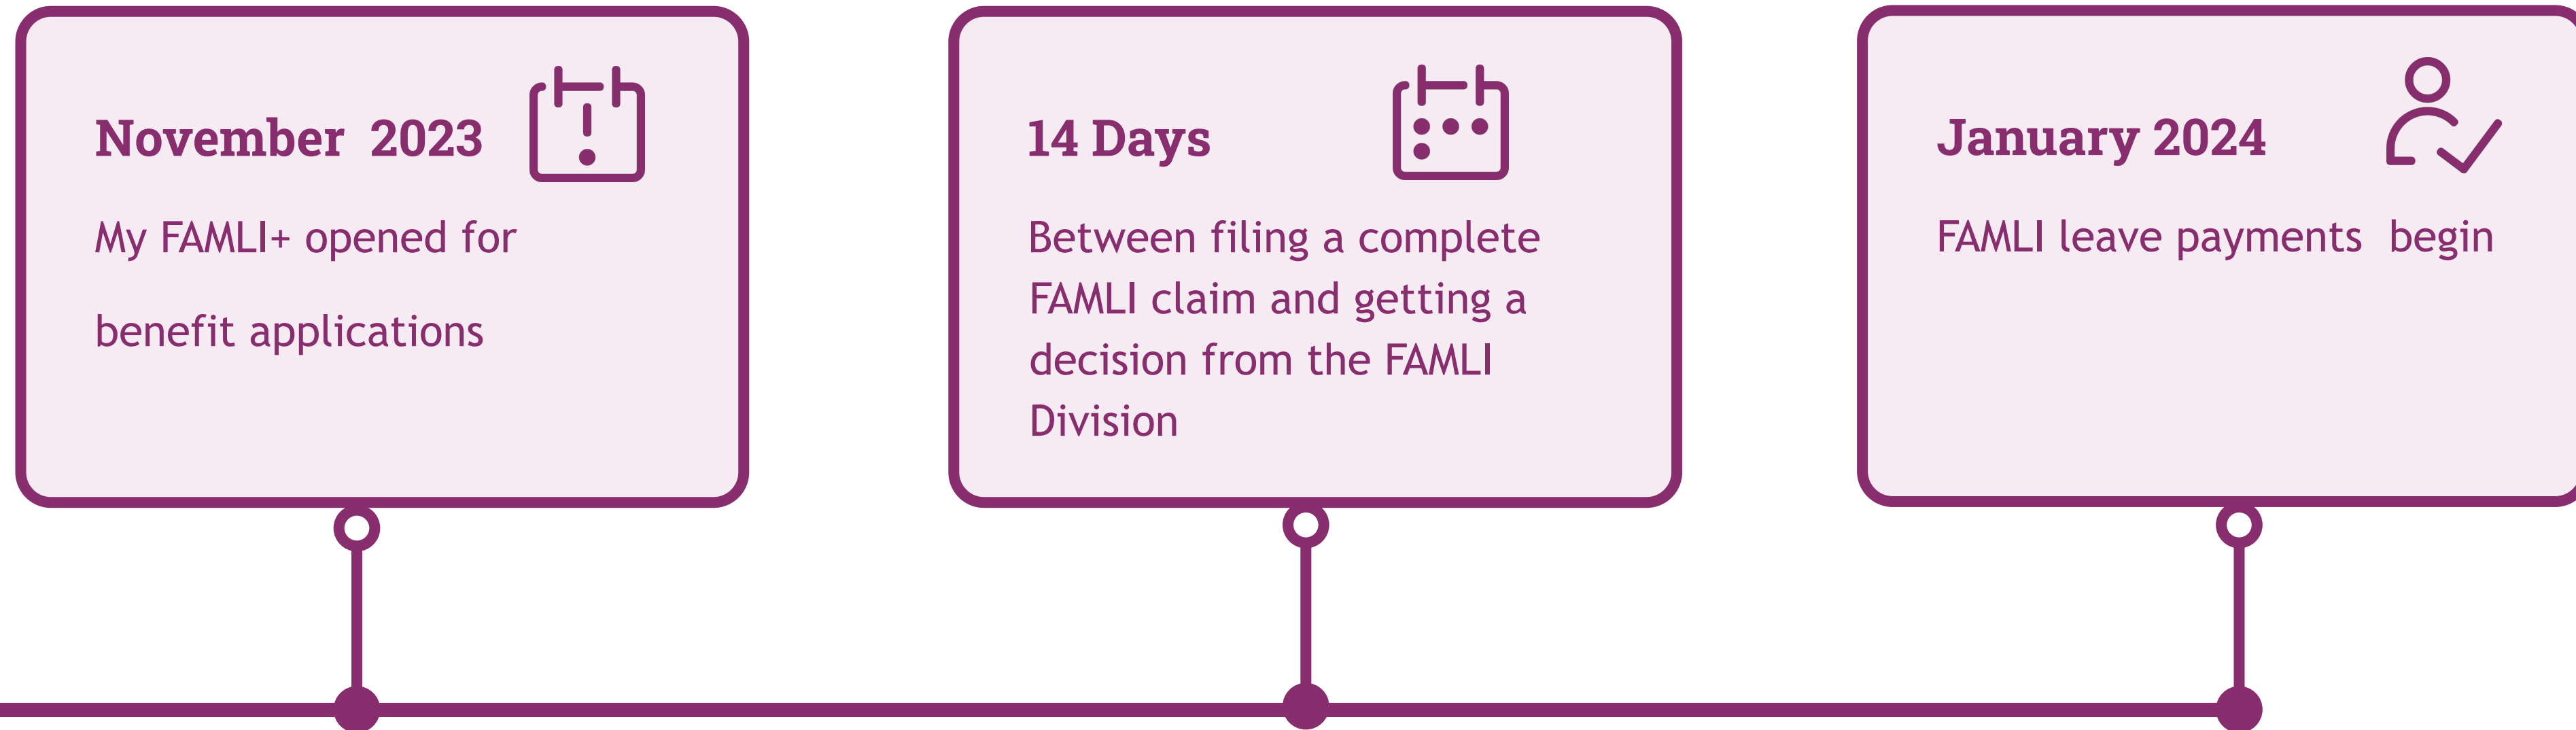 November 2023
My FAMLI+ opened for
benefit applications
14 Days
Between filing a complete
FAMLI claim and getting a
decision from the FAMLI
Division
January 2024
FAMLI leave payments begin